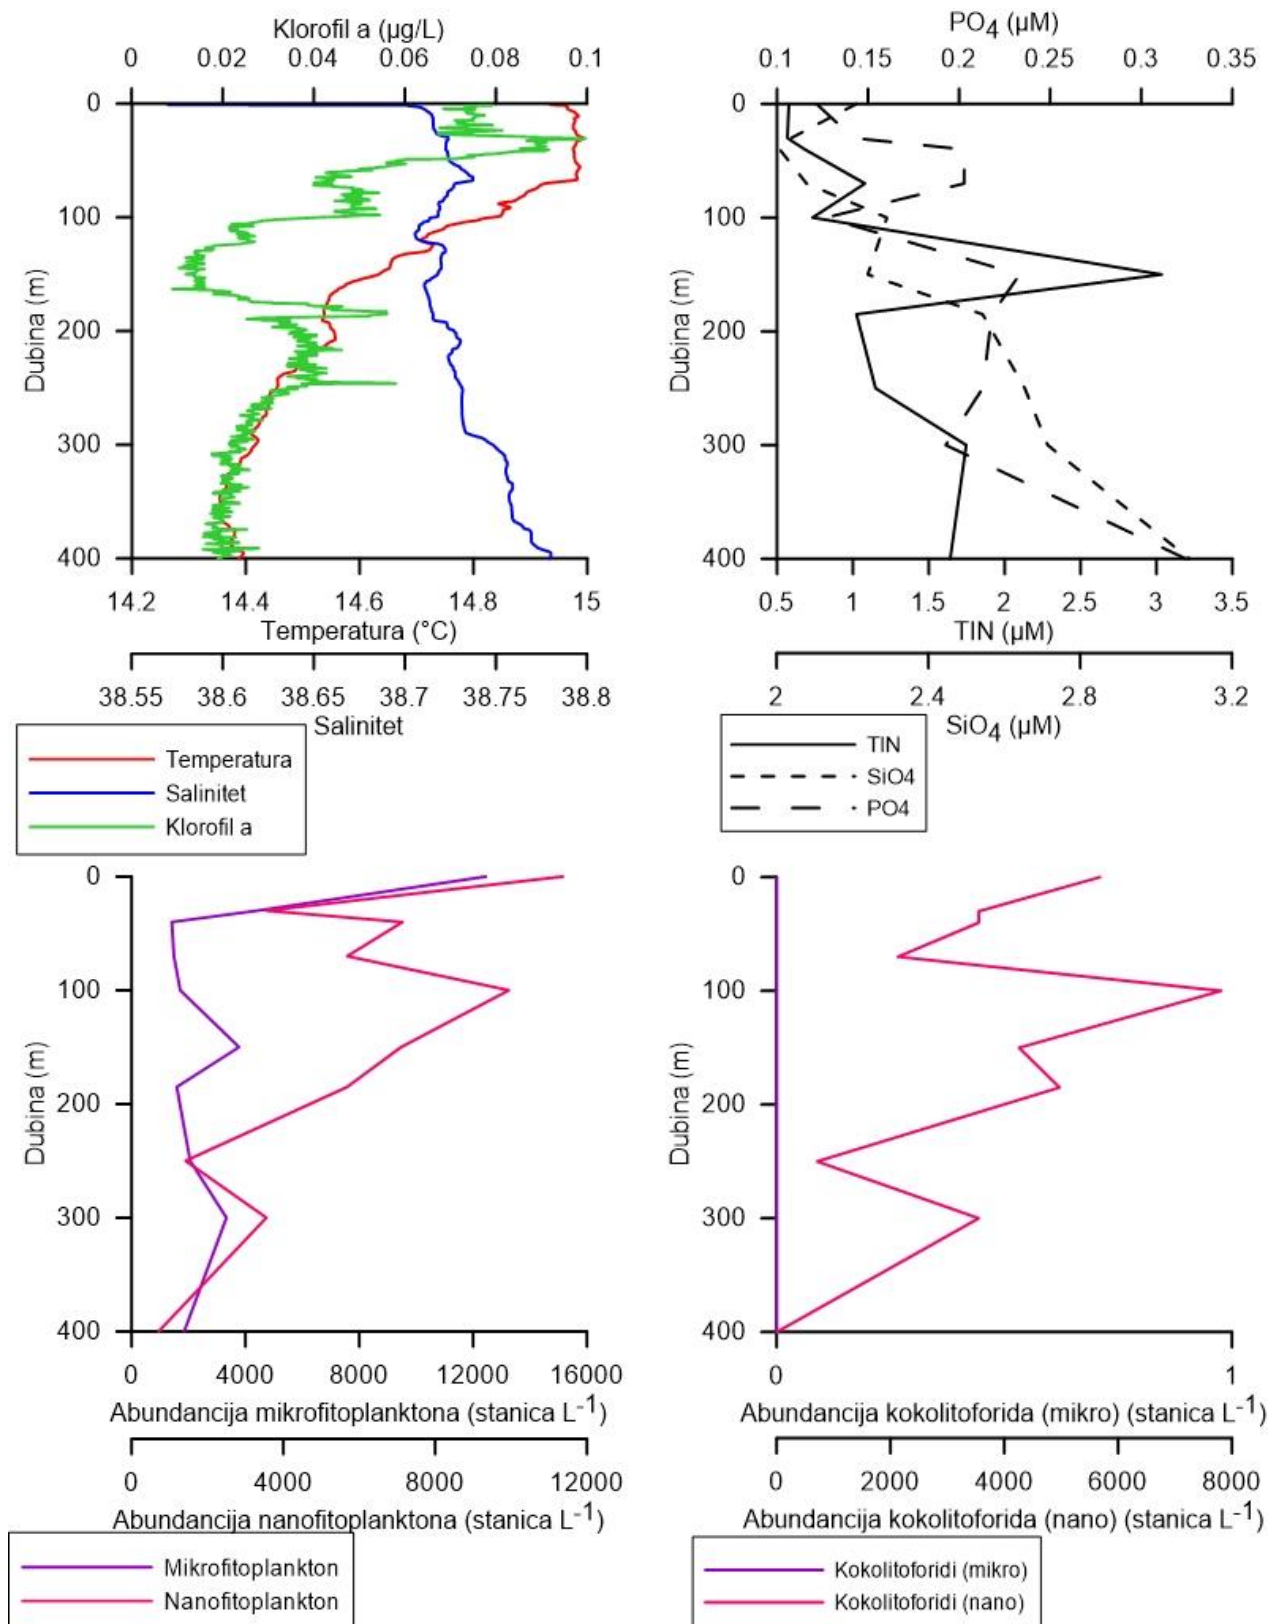 Klorofil a (µg/L)
0 0.02 0.04 0.06 0.08 0.1
0
100
200
300
400
Dubina (m)
14.2 14.4 14.6 14.8 15
Temperatura (°C)
38.55 38.6 38.65 38.7 38.75 38.8
Salinitet
Temperatura
Salinitet
Klorofil a
PO4 (µM)
0.1 0.15 0.2 0.25 0.3 0.35
0
100
200
300
400
Dubina (m)
0.5 1 1.5 2 2.5 3 3.5
TIN (µM)
2 2.4 2.8 3.2
SiO4 (µM)
TIN
SiO4
PO4
0
100
200
300
400
Dubina (m)
0 4000 8000 12000 16000
Abundancija mikrofitoplanktona (stanica L-1)
0 4000 8000 12000
Abundancija nanofitoplanktona (stanica L-1)
Mikrofitoplankton
Nanofitoplankton
0
100
200
300
400
Dubina (m)
0 1
Abundancija kokolitoforida (mikro) (stanica L-1)
0 2000 4000 6000 8000
Abundancija kokolitoforida (nano) (stanica L-1)
Kokolitoforidi (mikro)
Kokolitoforidi (nano)